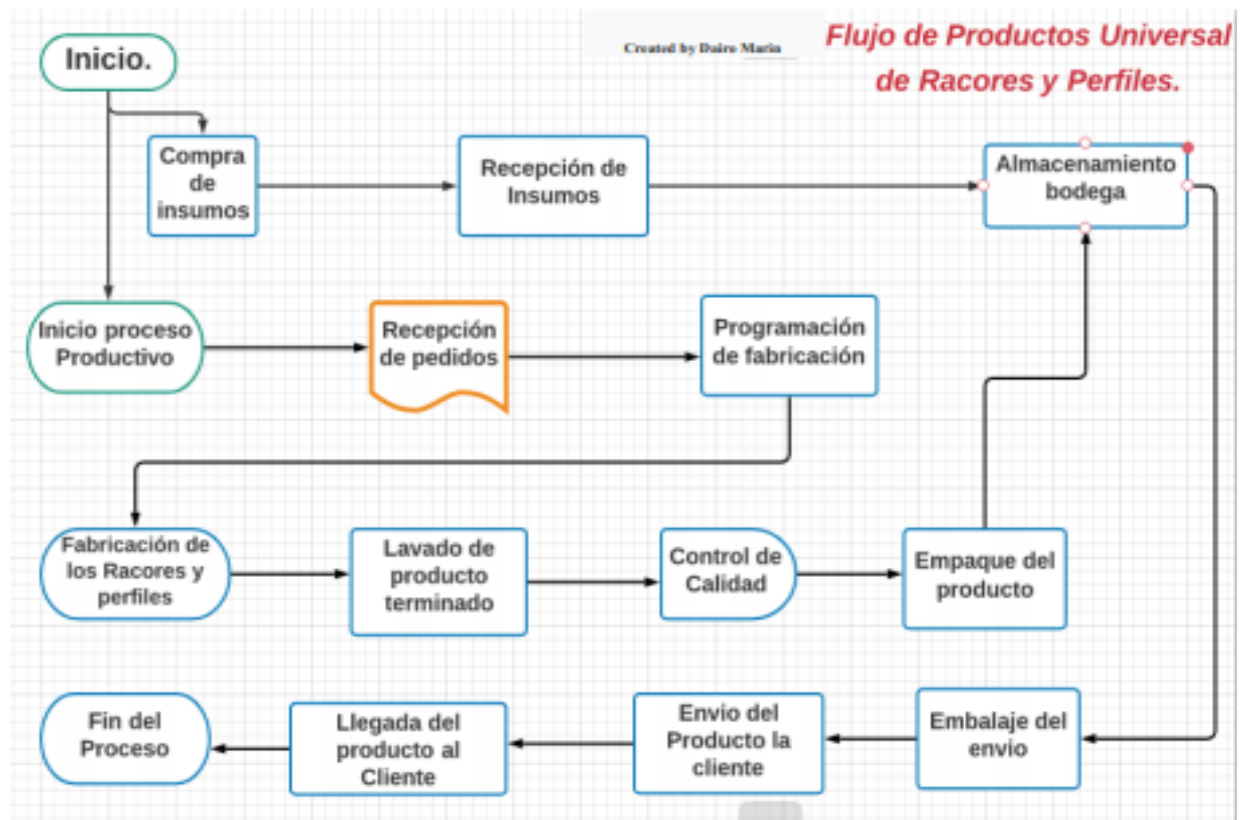 Inicio.
Created by Dairo Marin
Flujo de Productos Universal
de Racores y Perfiles.
Compra
de
insumos
Recepción de
Insumos
Almacenamiento
bodega
Inicio proceso
Productivo
Recepción
de pedidos
Programación
de fabricación
Fabricación de
los Racores y
perfiles
Lavado de
producto
terminado
Control de
Calidad
Empaque del
producto
Fin del
Proceso
Llegada del
producto al
Cliente
Envio del
Producto la
cliente
Embalaje del
envio